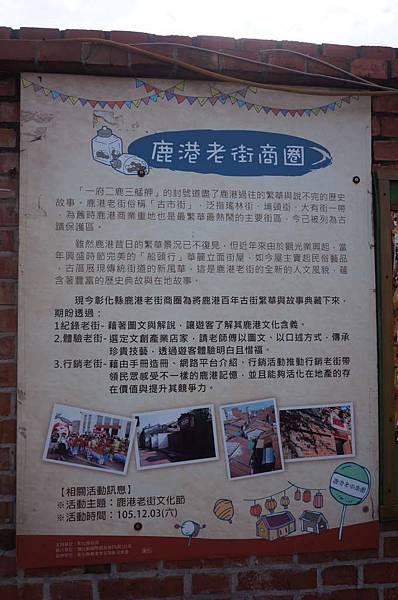 鹿港老街商圈
「一府二鹿三艋舺」的封號道盡了鹿港過往的繁華與說不完的歷史
故事。鹿港老街俗稱「古市街」，泛指瑤林街、埔頭街、大有街一帶
，為舊時鹿港商業重地也是最繁華最熱鬧的主要街區，今已被列為古
蹟保護區。
雖然鹿港昔日的繁華景況已不復見，但近年來由於觀光業興起，當
年興盛時節完美的「船頭行」華麗立面街屋，如今屋主賣起民俗藝品
，古厝展現傳統街道的新風華，這是鹿港老街的全新的人文風貌，蘊
含著豐富的歷史典故與在地故事。
現今彰化縣鹿港老街商圈為將鹿港百年古街繁華與故事典藏下來，
期盼透過：
1紀錄老街- 藉著圖文與解說，讓遊客了解其鹿港文化含義。
2.體驗老街- 選定文創產業店家，請老師傅以圖文、以口述方式，傳承
珍貴技藝，透過遊客體驗明白且惜福。
3.行銷老街- 藉由手冊造冊、網路平台介紹、行銷活動推動行銷老街帶
領民眾感受不一樣的鹿港記憶，並且能夠活化在地產的存
在價值與提升其競爭力。
【相關活動訊息】
※活動主題：鹿港老街文化節
※活動時間：105.12.03(六)
鹿港老街商圈